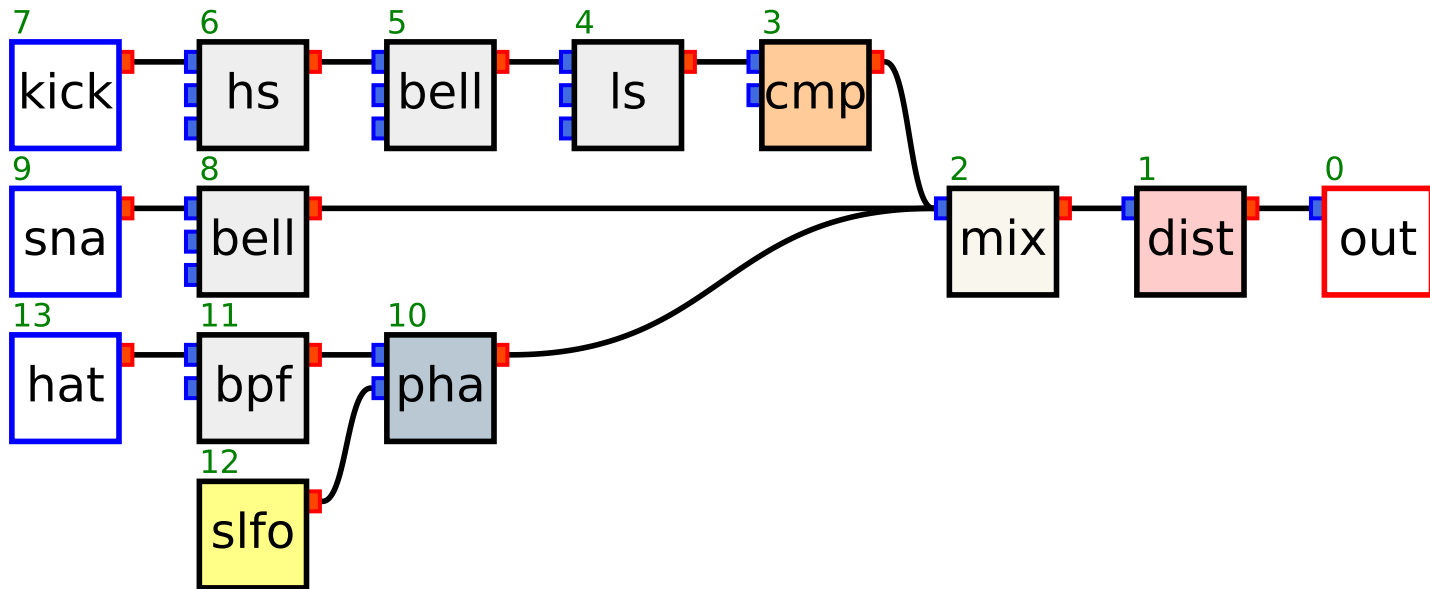 7 6 5 4 3
kick hs bell ls cmp
9 8 2 1 0
sna bell mix dist out
13 11 10
hat bpf pha
12
slfo